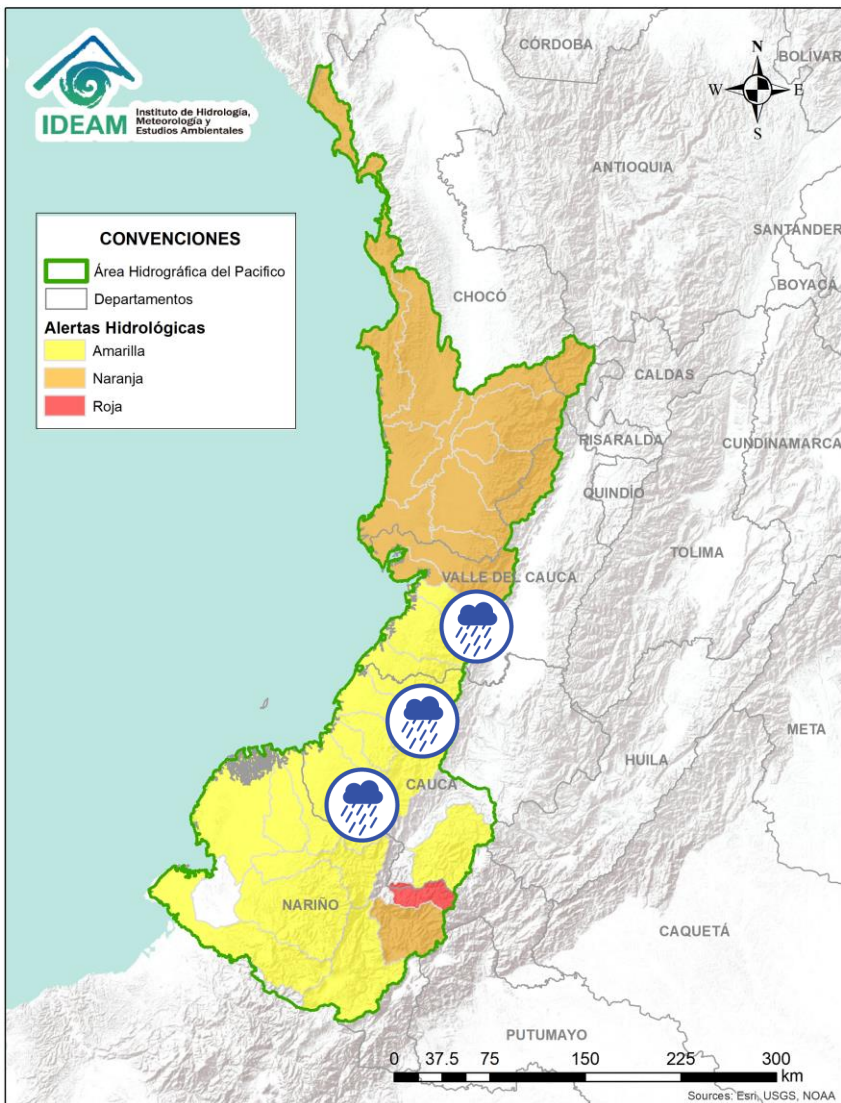 IDEAM
Instituto de Hidrología,
Meteorología y
Estudios Ambientales
CÓRDOBA
BOLÍVAR
N
W
E
S
ANTIOQUIA
SANTANDER
BOYACÁ
CONVENCIONES
Área Hidrográfica del Pacifico
Departamentos
Alertas Hidrológicas
Amarilla
Naranja
Roja
CHOCÓ
CALDAS
RISARALDA
CUNDINAMARCA
QUINDÍO
TOLIMA
VALLE DEL CAUCA
META
HUILA
CAUCA
NARIÑO
CAQUETÁ
PUTUMAYO
0 37.5 75 150 225 300
km
Sources: Esri, USGS, NOAA